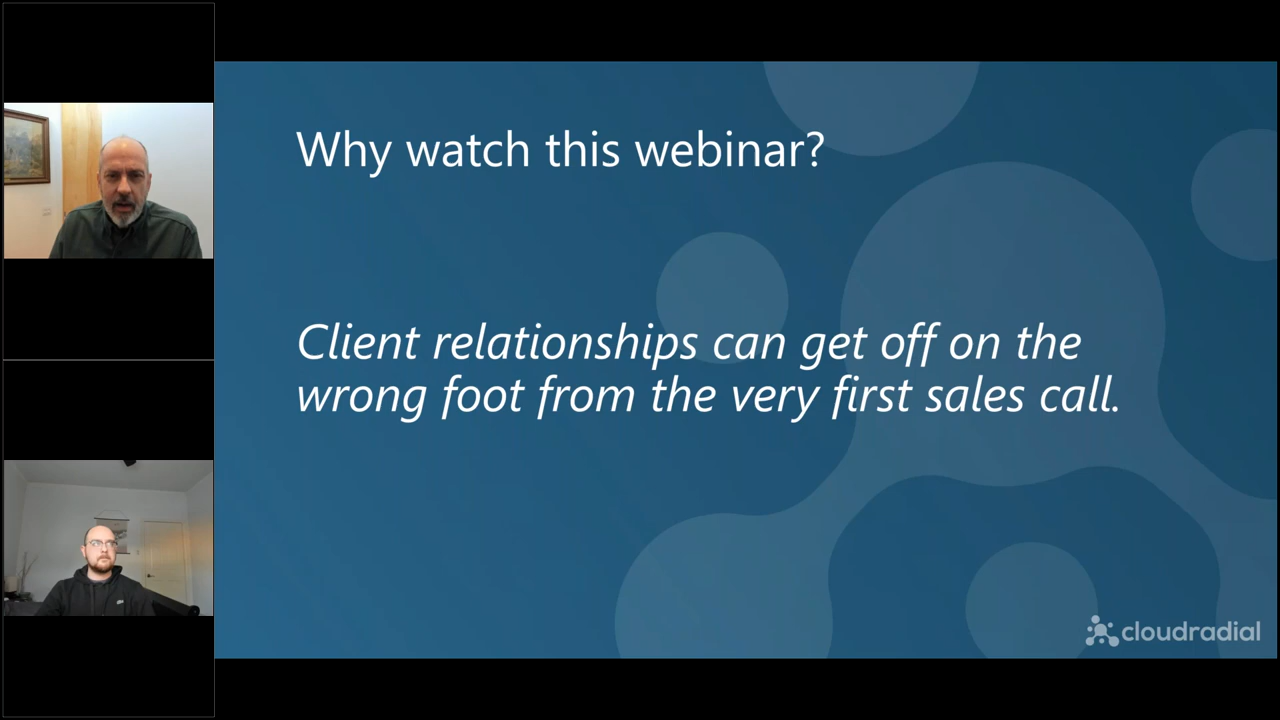 Why watch this webinar?
Client relationships can get off on the
wrong foot from the very first sales call.
cloudradial